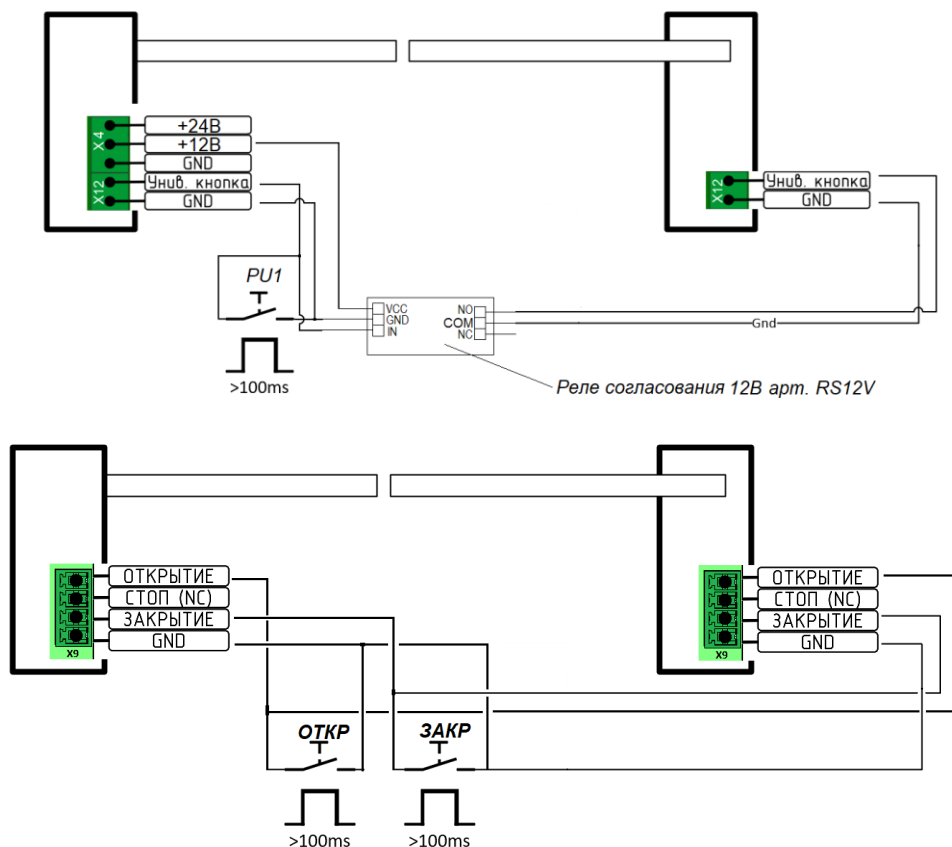 X4
+24В
+12В
GND
X12
Унив. кнопка
GND
X12
Унив. кнопка
GND
PU1
>100ms
VCC
GND
IN
NO
COM
NC
Gnd
Реле согласования 12В арт. RS12V
ОТКРЫТИЕ
СТОП (NC)
ЗАКРЫТИЕ
GND
X9
ОТКРЫТИЕ
СТОП (NC)
ЗАКРЫТИЕ
GND
X9
ОТКР
ЗАКР
>100ms
>100ms